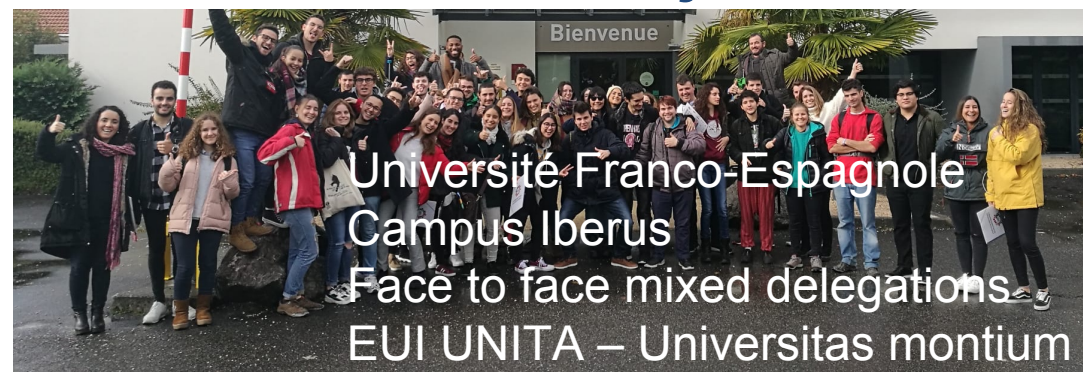 Bienvenue
Université Franco-Espagnole
Campus Iberus
Face to face mixed delegations
EUI UNITA – Universitas montium